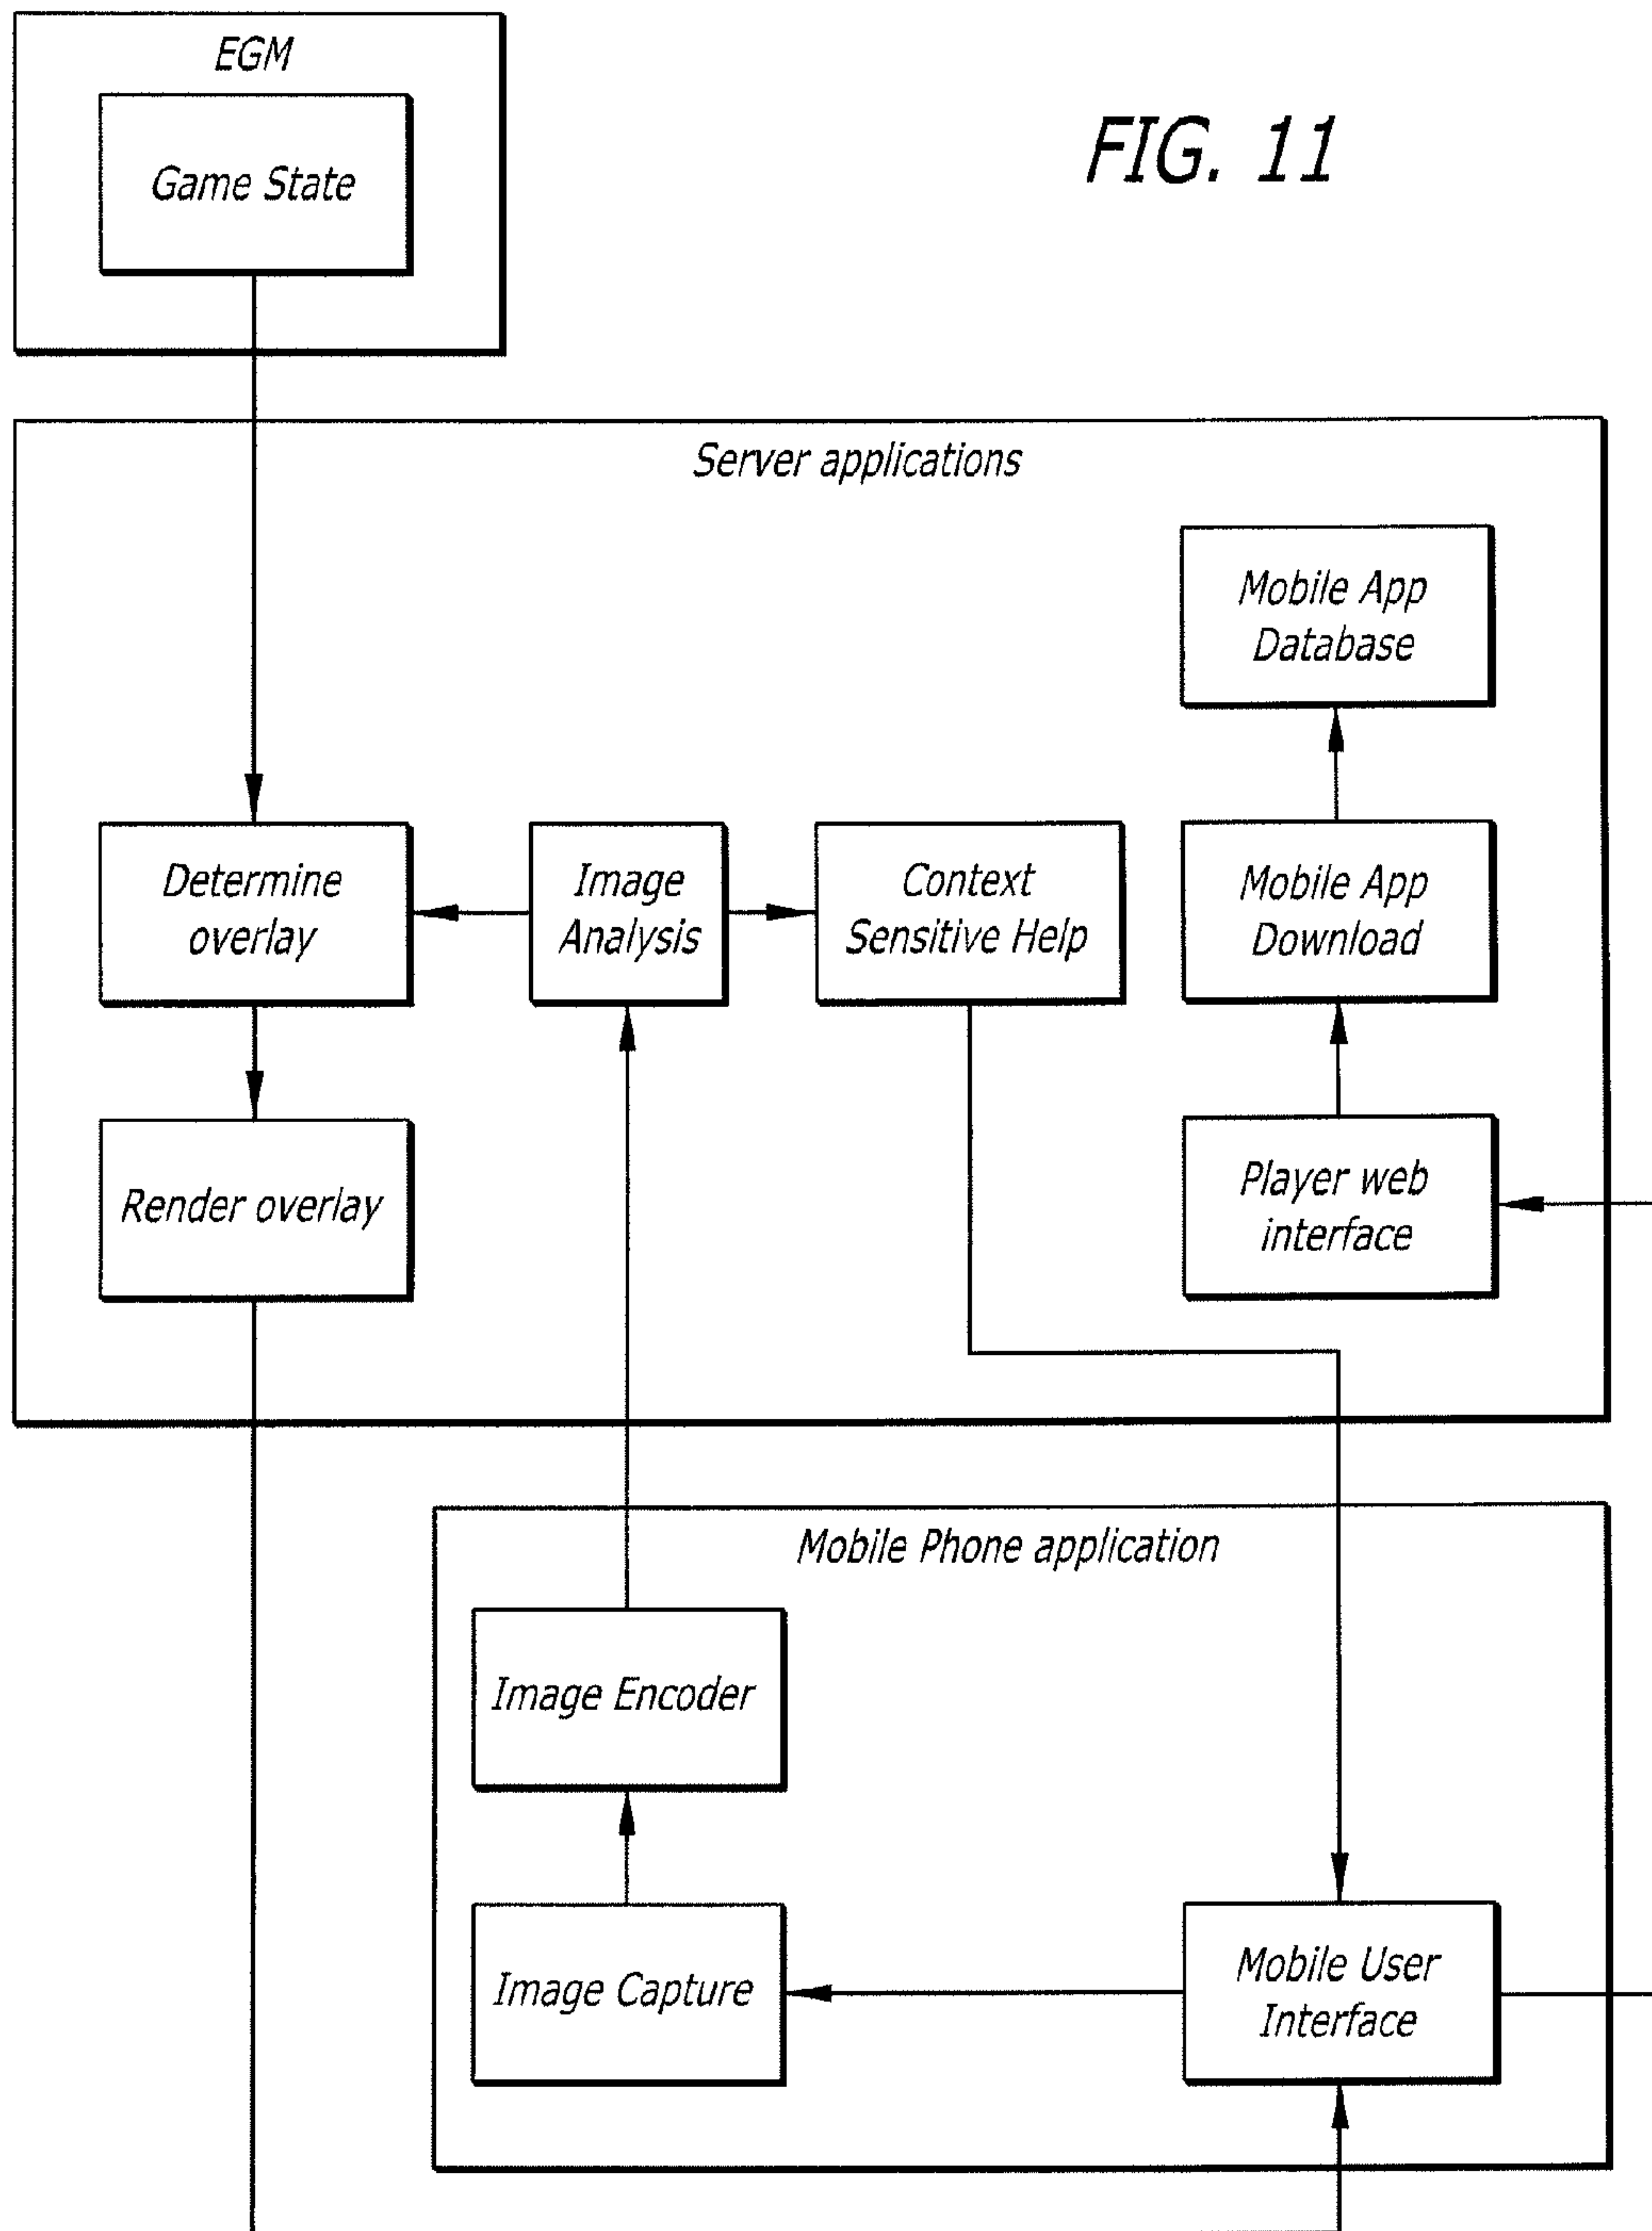 EGM
Game State
FIG. 11
Server applications
Mobile App
Database
Determine
overlay
Image
Analysis
Context
Sensitive Help
Mobile App
Download
Render overlay
Player web
interface
Mobile Phone application
Image Encoder
Image Capture
Mobile User
Interface